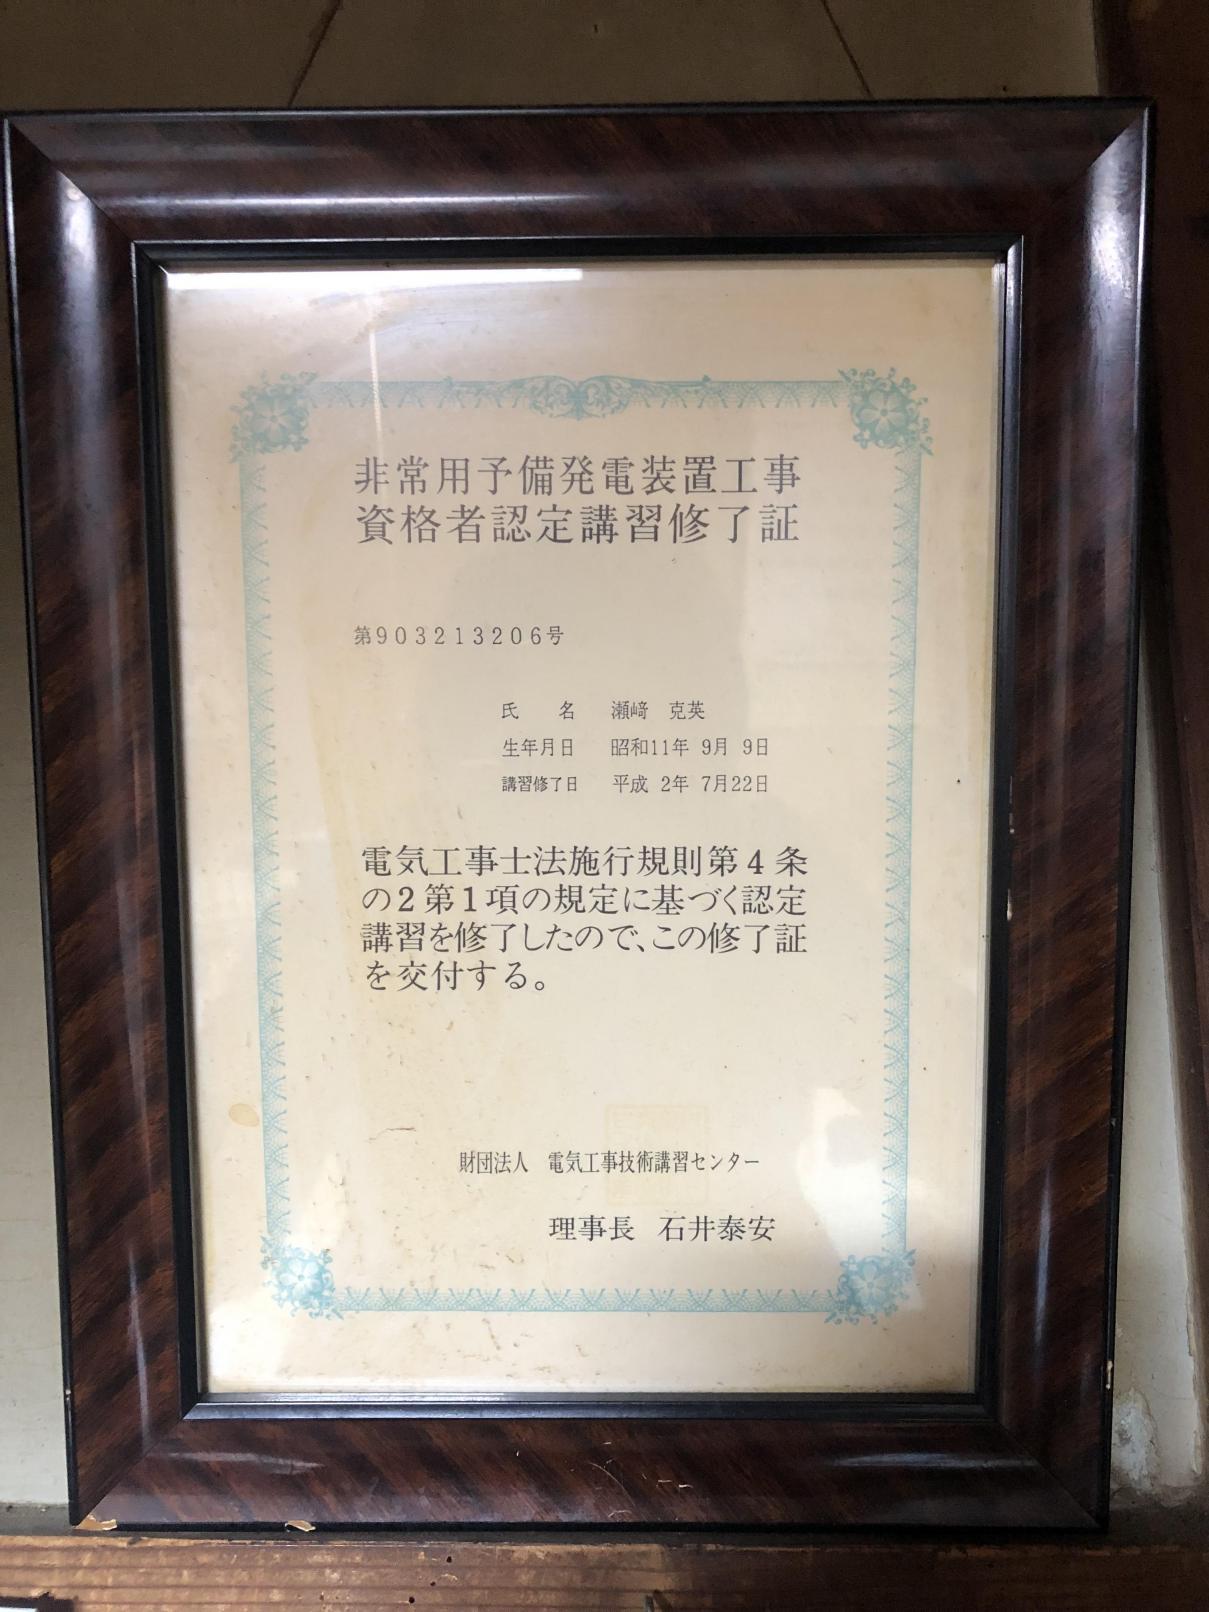 非常用予備発電装置工事
資格者認定講習修了証
第903213206号
氏　　名　瀬﨑　克英
生年月日　昭和11年 9月 9日
講習修了日　平成 2年 7月22日
電気工事士法施行規則第4条
の2第1項の規定に基づく認定
講習を修了したので、この修了証
を交付する。
財団法人　電気工事技術講習センター
理事長　石井泰安